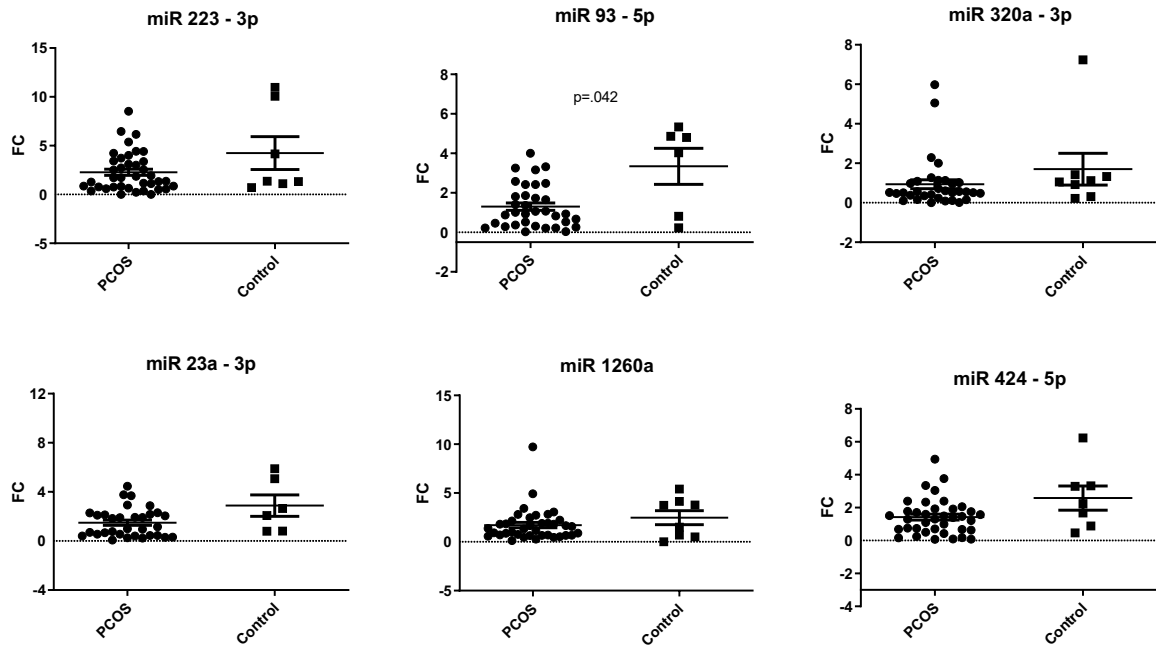 miR 223 - 3p
15
10
5
0
-5
FC
PCOS
Control
miR 93 - 5p
p=.042
8
6
4
2
0
-2
FC
PCOS
Control
miR 320a - 3p
8
6
4
2
0
-2
FC
PCOS
Control
miR 23a - 3p
12
8
4
0
-4
FC
PCOS
Control
miR 1260a
15
10
5
0
-5
FC
PCOS
Control
miR 424 - 5p
8
6
4
2
0
-2
-4
FC
PCOS
Control